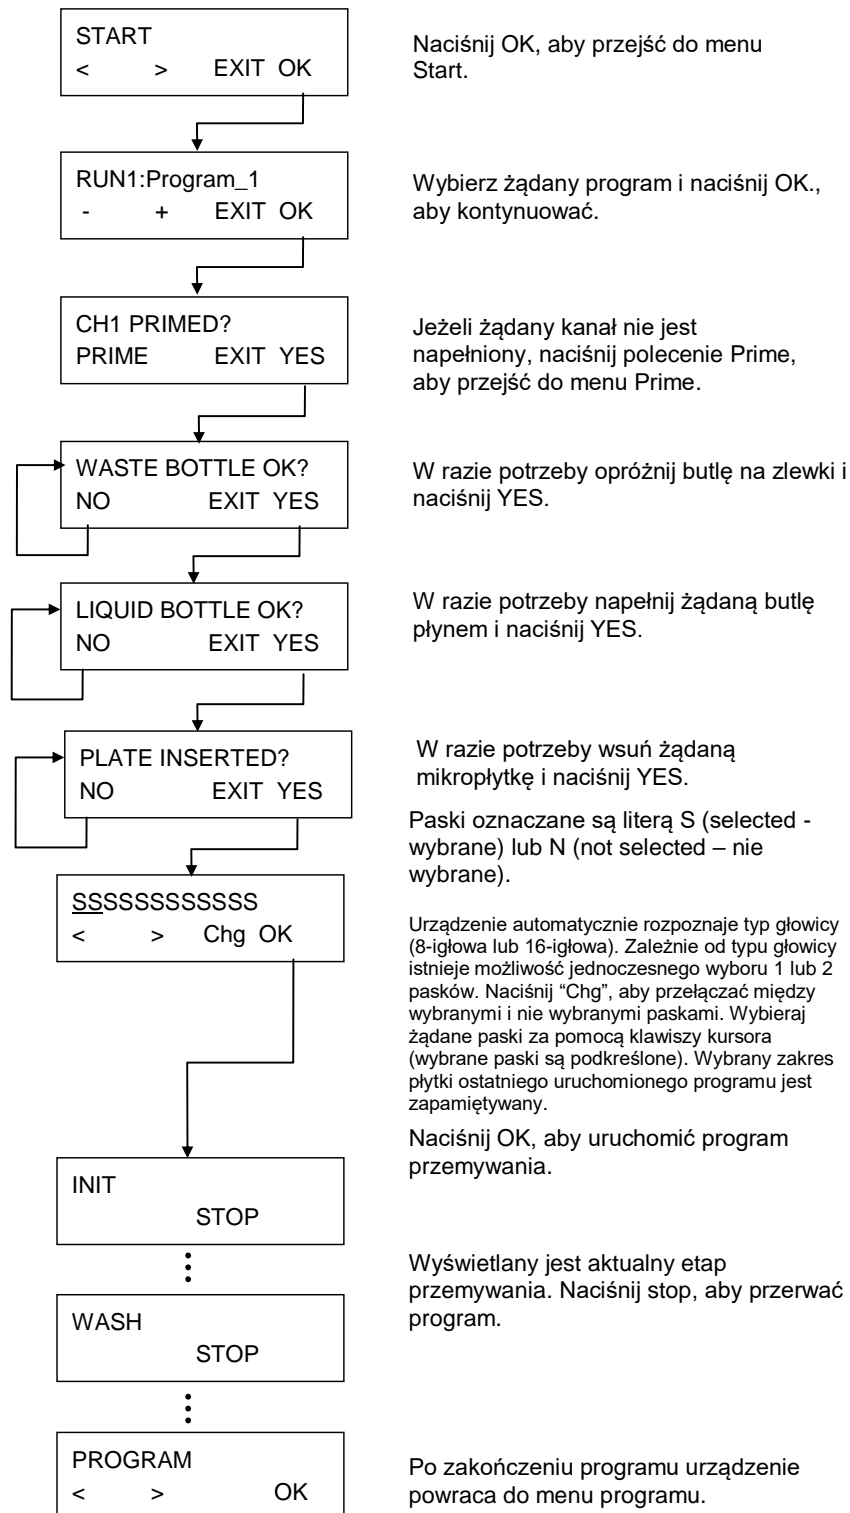 START
< > EXIT OK
Naciśnij OK, aby przejść do menu
Start.
RUN1:Program_1
- + EXIT OK
Wybierz żądany program i naciśnij OK.,
aby kontynuować.
CH1 PRIMED?
PRIME EXIT YES
Jeżeli żądany kanał nie jest
napełniony, naciśnij polecenie Prime,
aby przejść do menu Prime.
WASTE BOTTLE OK?
NO EXIT YES
W razie potrzeby opróżnij butlę na zlewki i
naciśnij YES.
LIQUID BOTTLE OK?
NO EXIT YES
W razie potrzeby napełnij żądaną butlę
płynem i naciśnij YES.
PLATE INSERTED?
NO EXIT YES
W razie potrzeby wsuń żądaną
mikropłytkę i naciśnij YES.
Paski oznaczane są literą S (selected -
wybrane) lub N (not selected – nie
wybrane).
SSSSSSSSSSSS
< > Chg OK
Urządzenie automatycznie rozpoznaje typ głowicy
(8-igłowa lub 16-igłowa). Zależnie od typu głowicy
istnieje możliwość jednoczesnego wyboru 1 lub 2
pasków. Naciśnij “Chg”, aby przełączać między
wybranymi i nie wybranymi paskami. Wybieraj
żądane paski za pomocą klawiszy kursora
(wybrane paski są podkreślone). Wybrany zakres
płytki ostatniego uruchomionego programu jest
zapamiętywany.
Naciśnij OK, aby uruchomić program
przemywania.
INIT
STOP
Wyświetlany jest aktualny etap
przemywania. Naciśnij stop, aby przerwać
program.
WASH
STOP
PROGRAM
< > OK
Po zakończeniu programu urządzenie
powraca do menu programu.